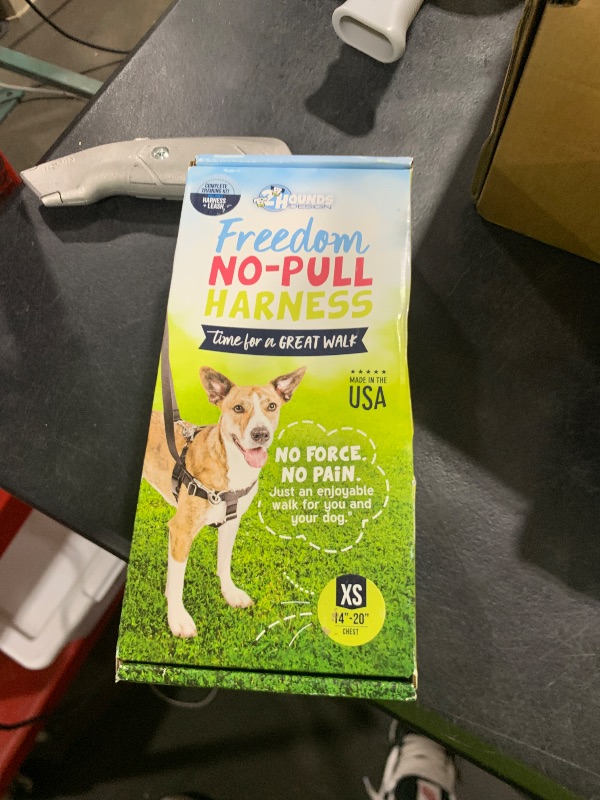 COMPLETE
TRAINING KIT
HARNESS
+ LEASH
2 HOUNDS
DESIGN
Freedom
NO-PULL
HARNESS
time for a GREAT WALK
MADE IN THE
USA
NO FORCE.
NO PAIN.
Just an enjoyable
walk for you and
your dog.®
XS
14"-20"
CHEST